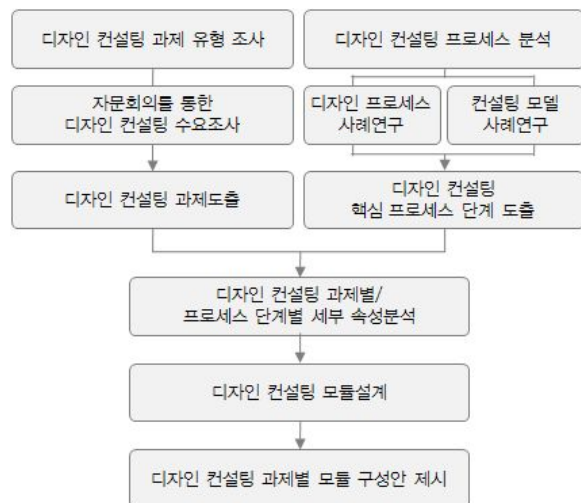 디자인 컨설팅 과제 유형 조사
디자인 컨설팅 프로세스 분석
자문회의를 통한
디자인 컨설팅 수요조사
디자인 프로세스
사례연구
컨설팅 모델
사례연구
디자인 컨설팅 과제도출
디자인 컨설팅
핵심 프로세스 단계 도출
디자인 컨설팅 과제별/
프로세스 단계별 세부 속성분석
디자인 컨설팅 모듈설계
디자인 컨설팅 과제별 모듈 구성안 제시